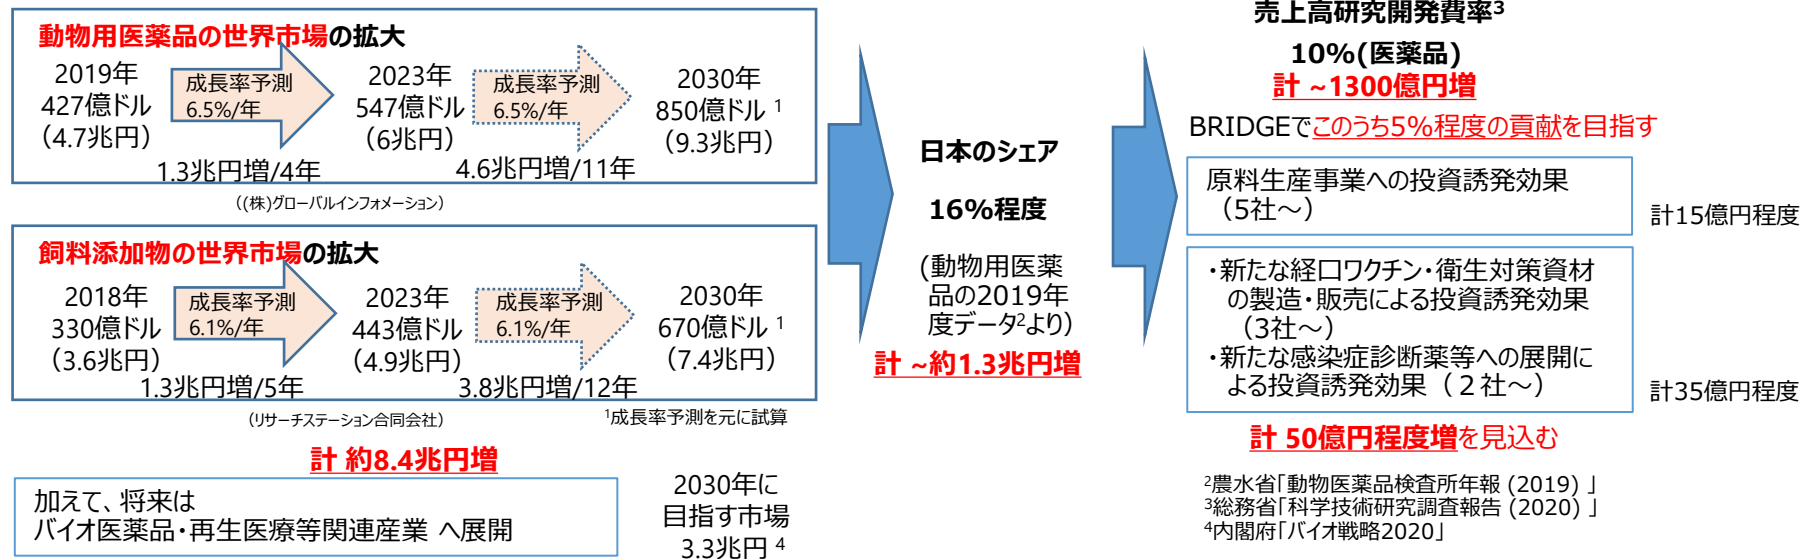 動物用医薬品の世界市場の拡大
2019年
427億ドル
(4.7兆円)
成長率予測
6.5%/年
2023年
547億ドル
(6兆円)
成長率予測
6.5%/年
2030年
850億ドル 1
(9.3兆円)
1.3兆円増/4年
4.6兆円増/11年
((株)グローバルインフォメーション)
飼料添加物の世界市場の拡大
2018年
330億ドル
(3.6兆円)
成長率予測
6.1%/年
2023年
443億ドル
(4.9兆円)
成長率予測
6.1%/年
2030年
670億ドル 1
(7.4兆円)
1.3兆円増/5年
3.8兆円増/12年
(リサーチステーション合同会社)
1成長率予測を元に試算
計 約8.4兆円増
加えて、将来は
バイオ医薬品・再生医療等関連産業 へ展開
2030年に
目指す市場
3.3兆円 4
日本のシェア
16%程度
(動物用医薬
品の2019年
度データ2より)
計 ~約1.3兆円増
売上高研究開発費率3
10%(医薬品)
計 ~1300億円増
BRIDGEでこのうち5%程度の貢献を目指す
原料生産事業への投資誘発効果
(5社~)
計15億円程度
・新たな経口ワクチン・衛生対策資材
の製造・販売による投資誘発効果
(3社~)
・新たな感染症診断薬等への展開に
よる投資誘発効果(2社~)
計35億円程度
計 50億円程度増を見込む
2農水省「動物医薬品検査所年報 (2019) 」
3総務省「科学技術研究調査報告 (2020) 」
4内閣府「バイオ戦略2020」